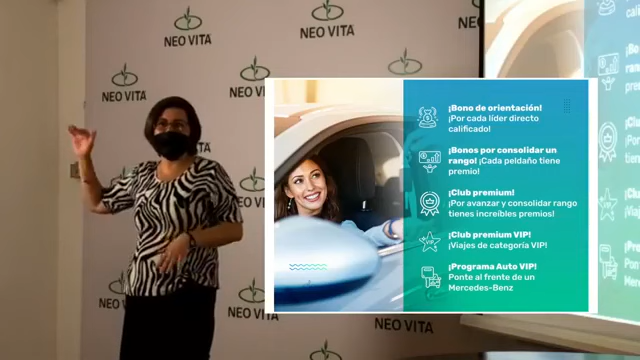 NEO VITA
NEO VITA
NEO VITA
NEO VITA
NEO VITA
NEO VITA
NEO VITA
¡Bono de orientación!
¡Por cada líder directo
calificado!
¡Bonos por consolidar un
rango! ¡Cada peldaño tiene
premio!
¡Club premium!
¡Por avanzar y consolidar rango
tienes increíbles premios!
¡Club premium VIP!
VIP
¡Viajes de categoría VIP!
¡Programa Auto VIP!
Ponte al frente de un
Mercedes-Benz